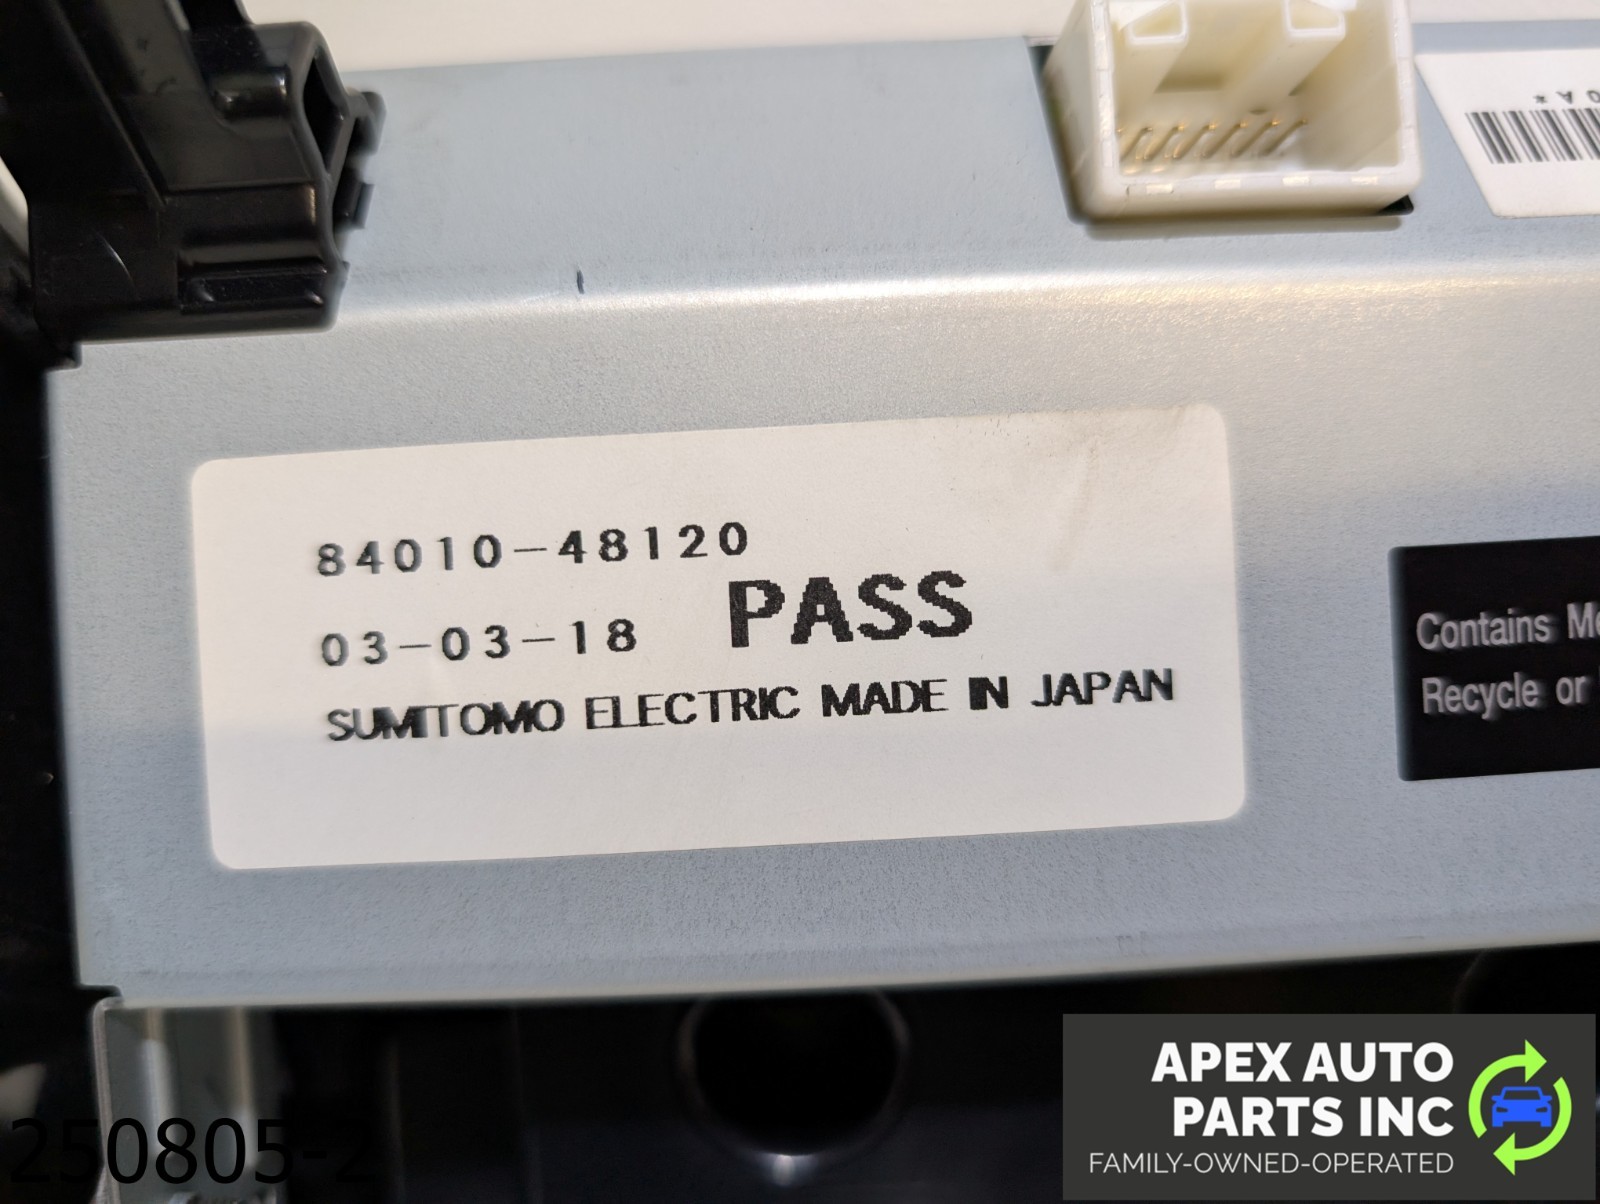 0A*
84010-48120
03-03-18 PASS
SUMITOMO ELECTRIC MADE IN JAPAN
Contains
Recycle or
APEX AUTO
PARTS INC
FAMILY-OWNED-OPERATED
250805-2